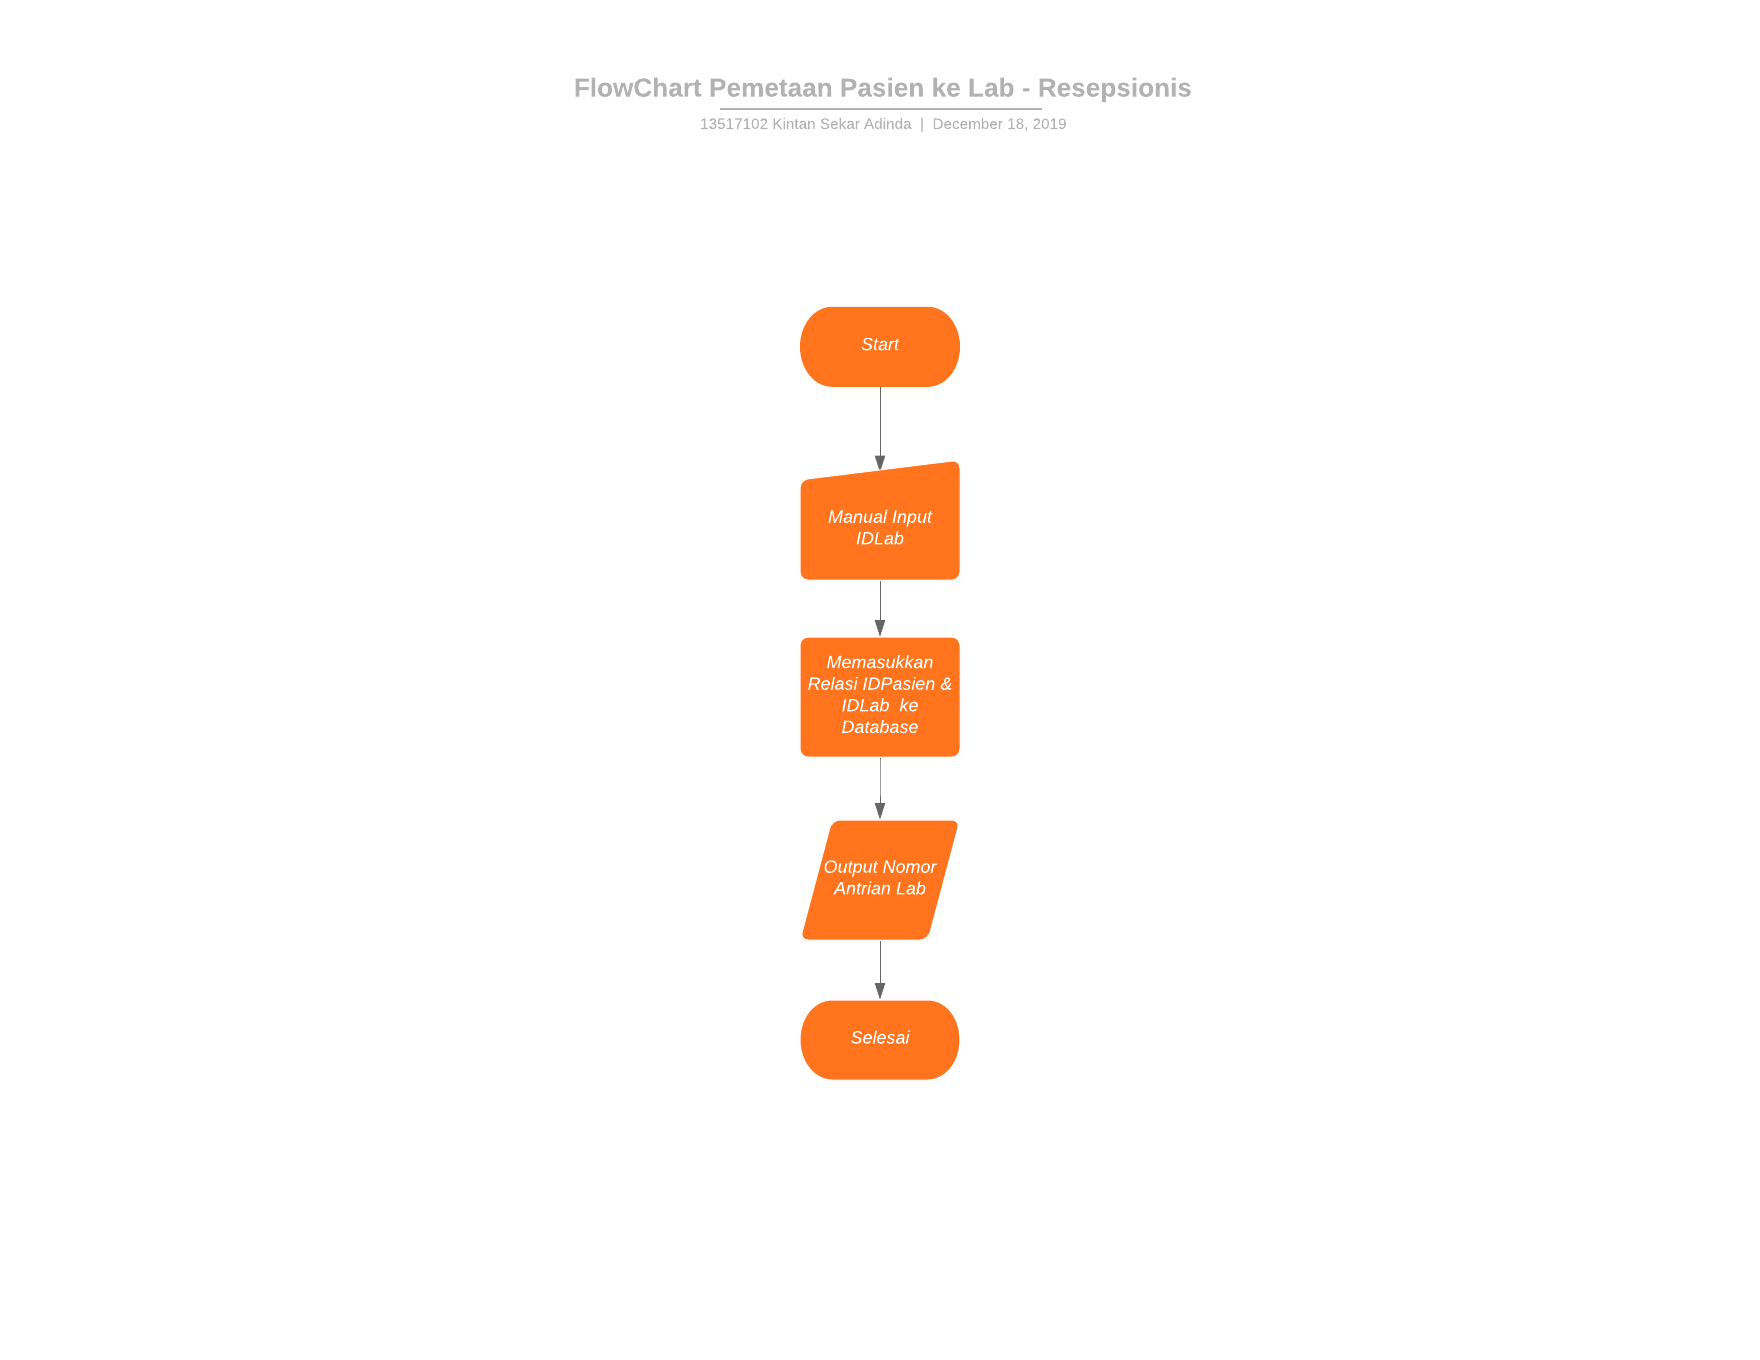 FlowChart Pemetaan Pasien ke Lab - Resepsionis
13517102 Kintan Sekar Adinda | December 18, 2019
Start
Manual Input
IDLab
Memasukkan
Relasi IDPasien &
IDLab ke
Database
Output Nomor
Antrian Lab
Selesai